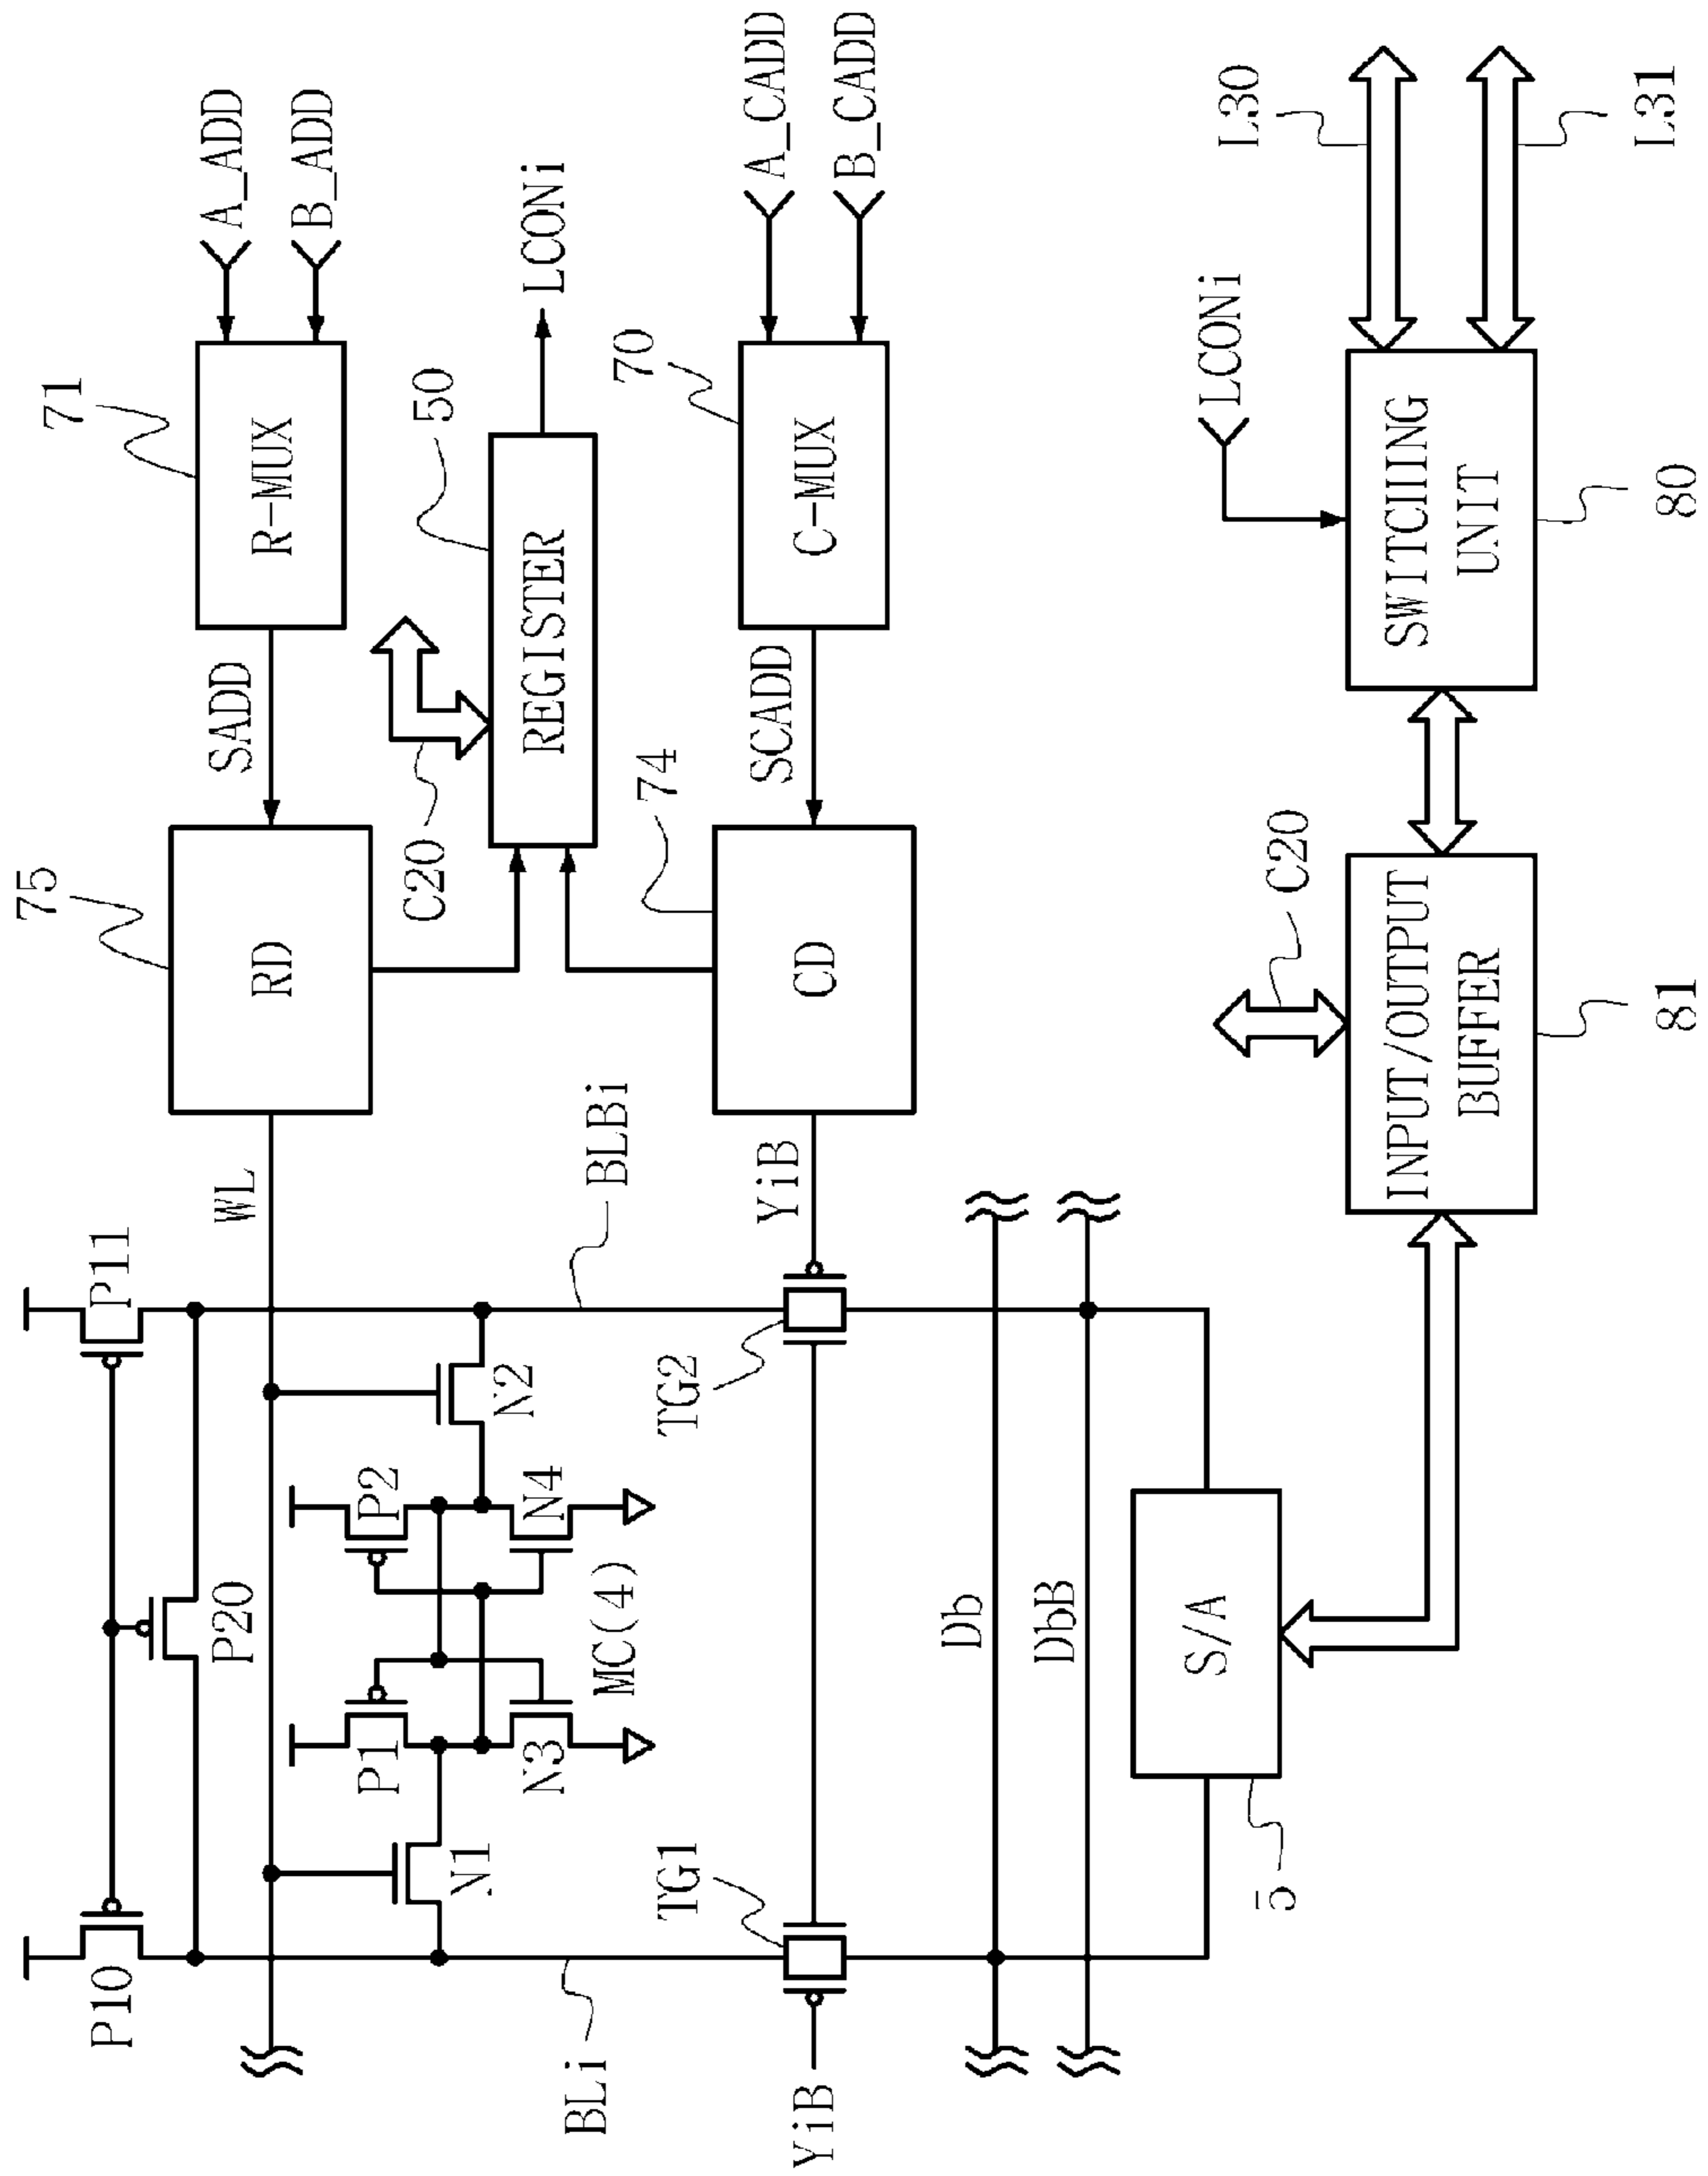 75
71
P10
P11
P20
WL
SADD
A_ADD
RD
R-MUX
B_ADD
P1
P2
C20
50
N1
N2
N3
N4
REGISTER
LCONi
BLi
MC(4)
BLBi
74
70
TG1
TG2
YiB
YiB
SCADD
A_CADD
CD
C-MUX
B_CADD
Db
DbB
S/A
5
C20
LCONi
L30
INPUT/OUTPUT
BUFFER
SWITCHING
UNIT
81
80
L31